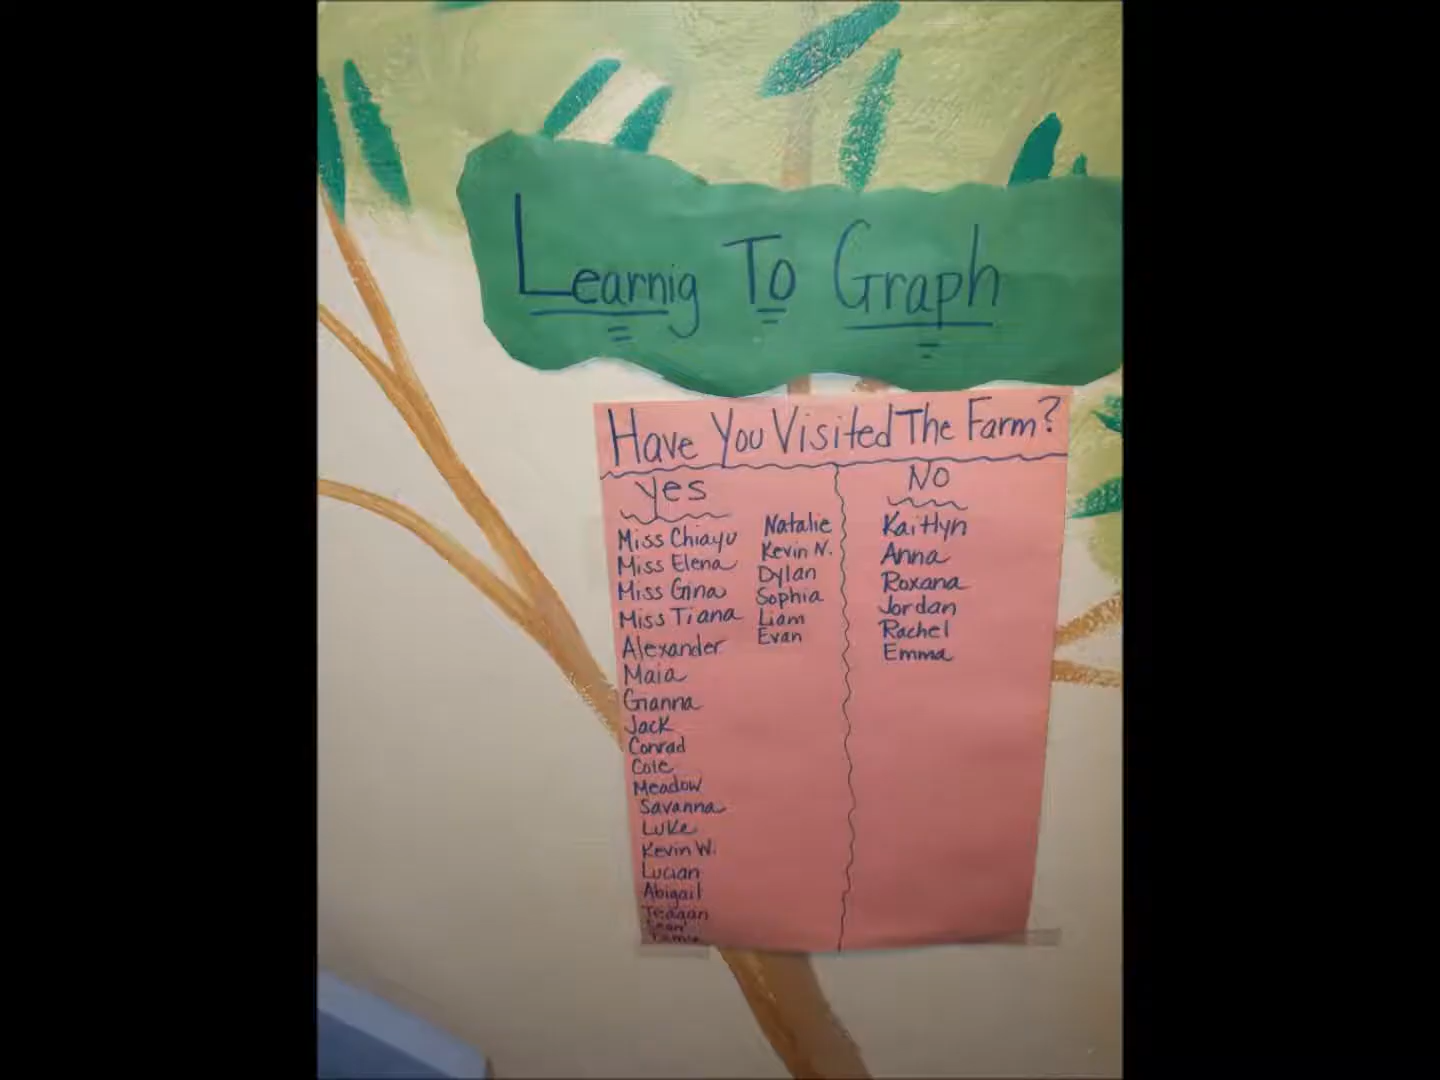 Learnig To Graph
Have You Visited The Farm?
Yes
Miss Chiayu
Miss Elena
Miss Gina
Miss Tiana
Alexander
Maia
Gianna
Jack
Conrad
Cole
Meadow
Savanna
Luke
Kevin W.
Lucian
Abigail
Teagan
Sean
Natalie
Kevin N.
Dylan
Sophia
Liam
Evan
No
Kaitlyn
Anna
Roxana
Jordan
Rachel
Emma